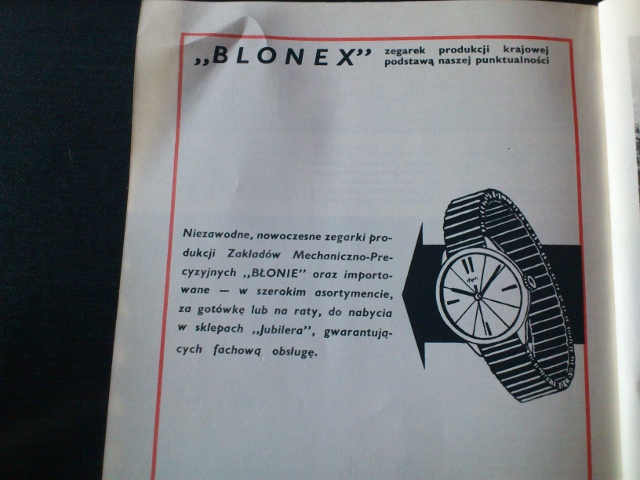 „BLONEX”
zegarek produkcji krajowej
podstawą naszej punktualności
Niezawodne, nowoczesne zegarki pro-
dukcji Zakładów Mechaniczno-Pre-
cyzyjnych „BŁONIE” oraz importo-
wane — w szerokim asortymencie,
za gotówkę lub na raty, do nabycia
w sklepach „Jubilera”, gwarantują-
cych fachową obsługę.